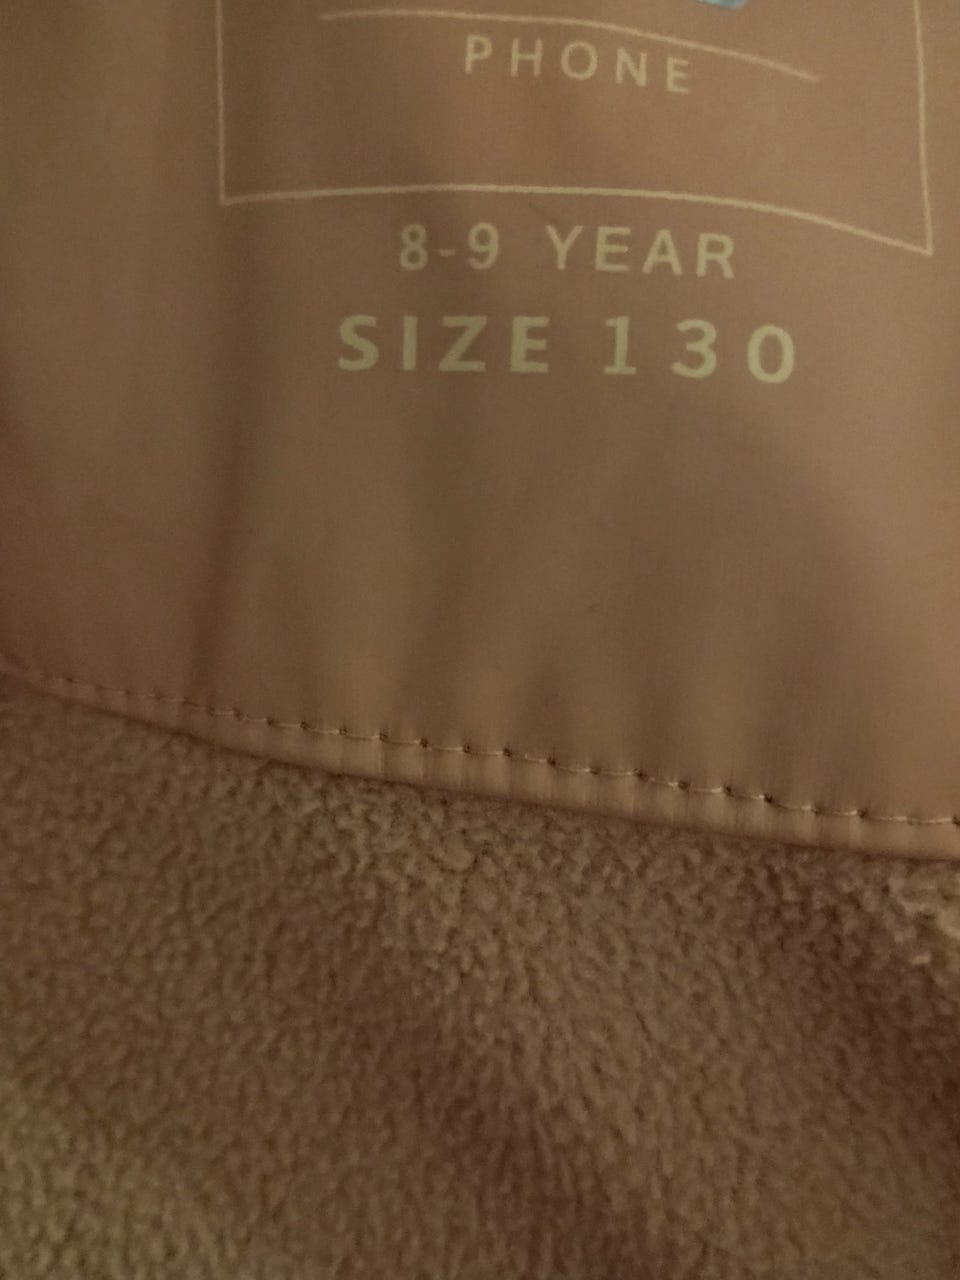 PHONE
8-9 YEAR
SIZE 130